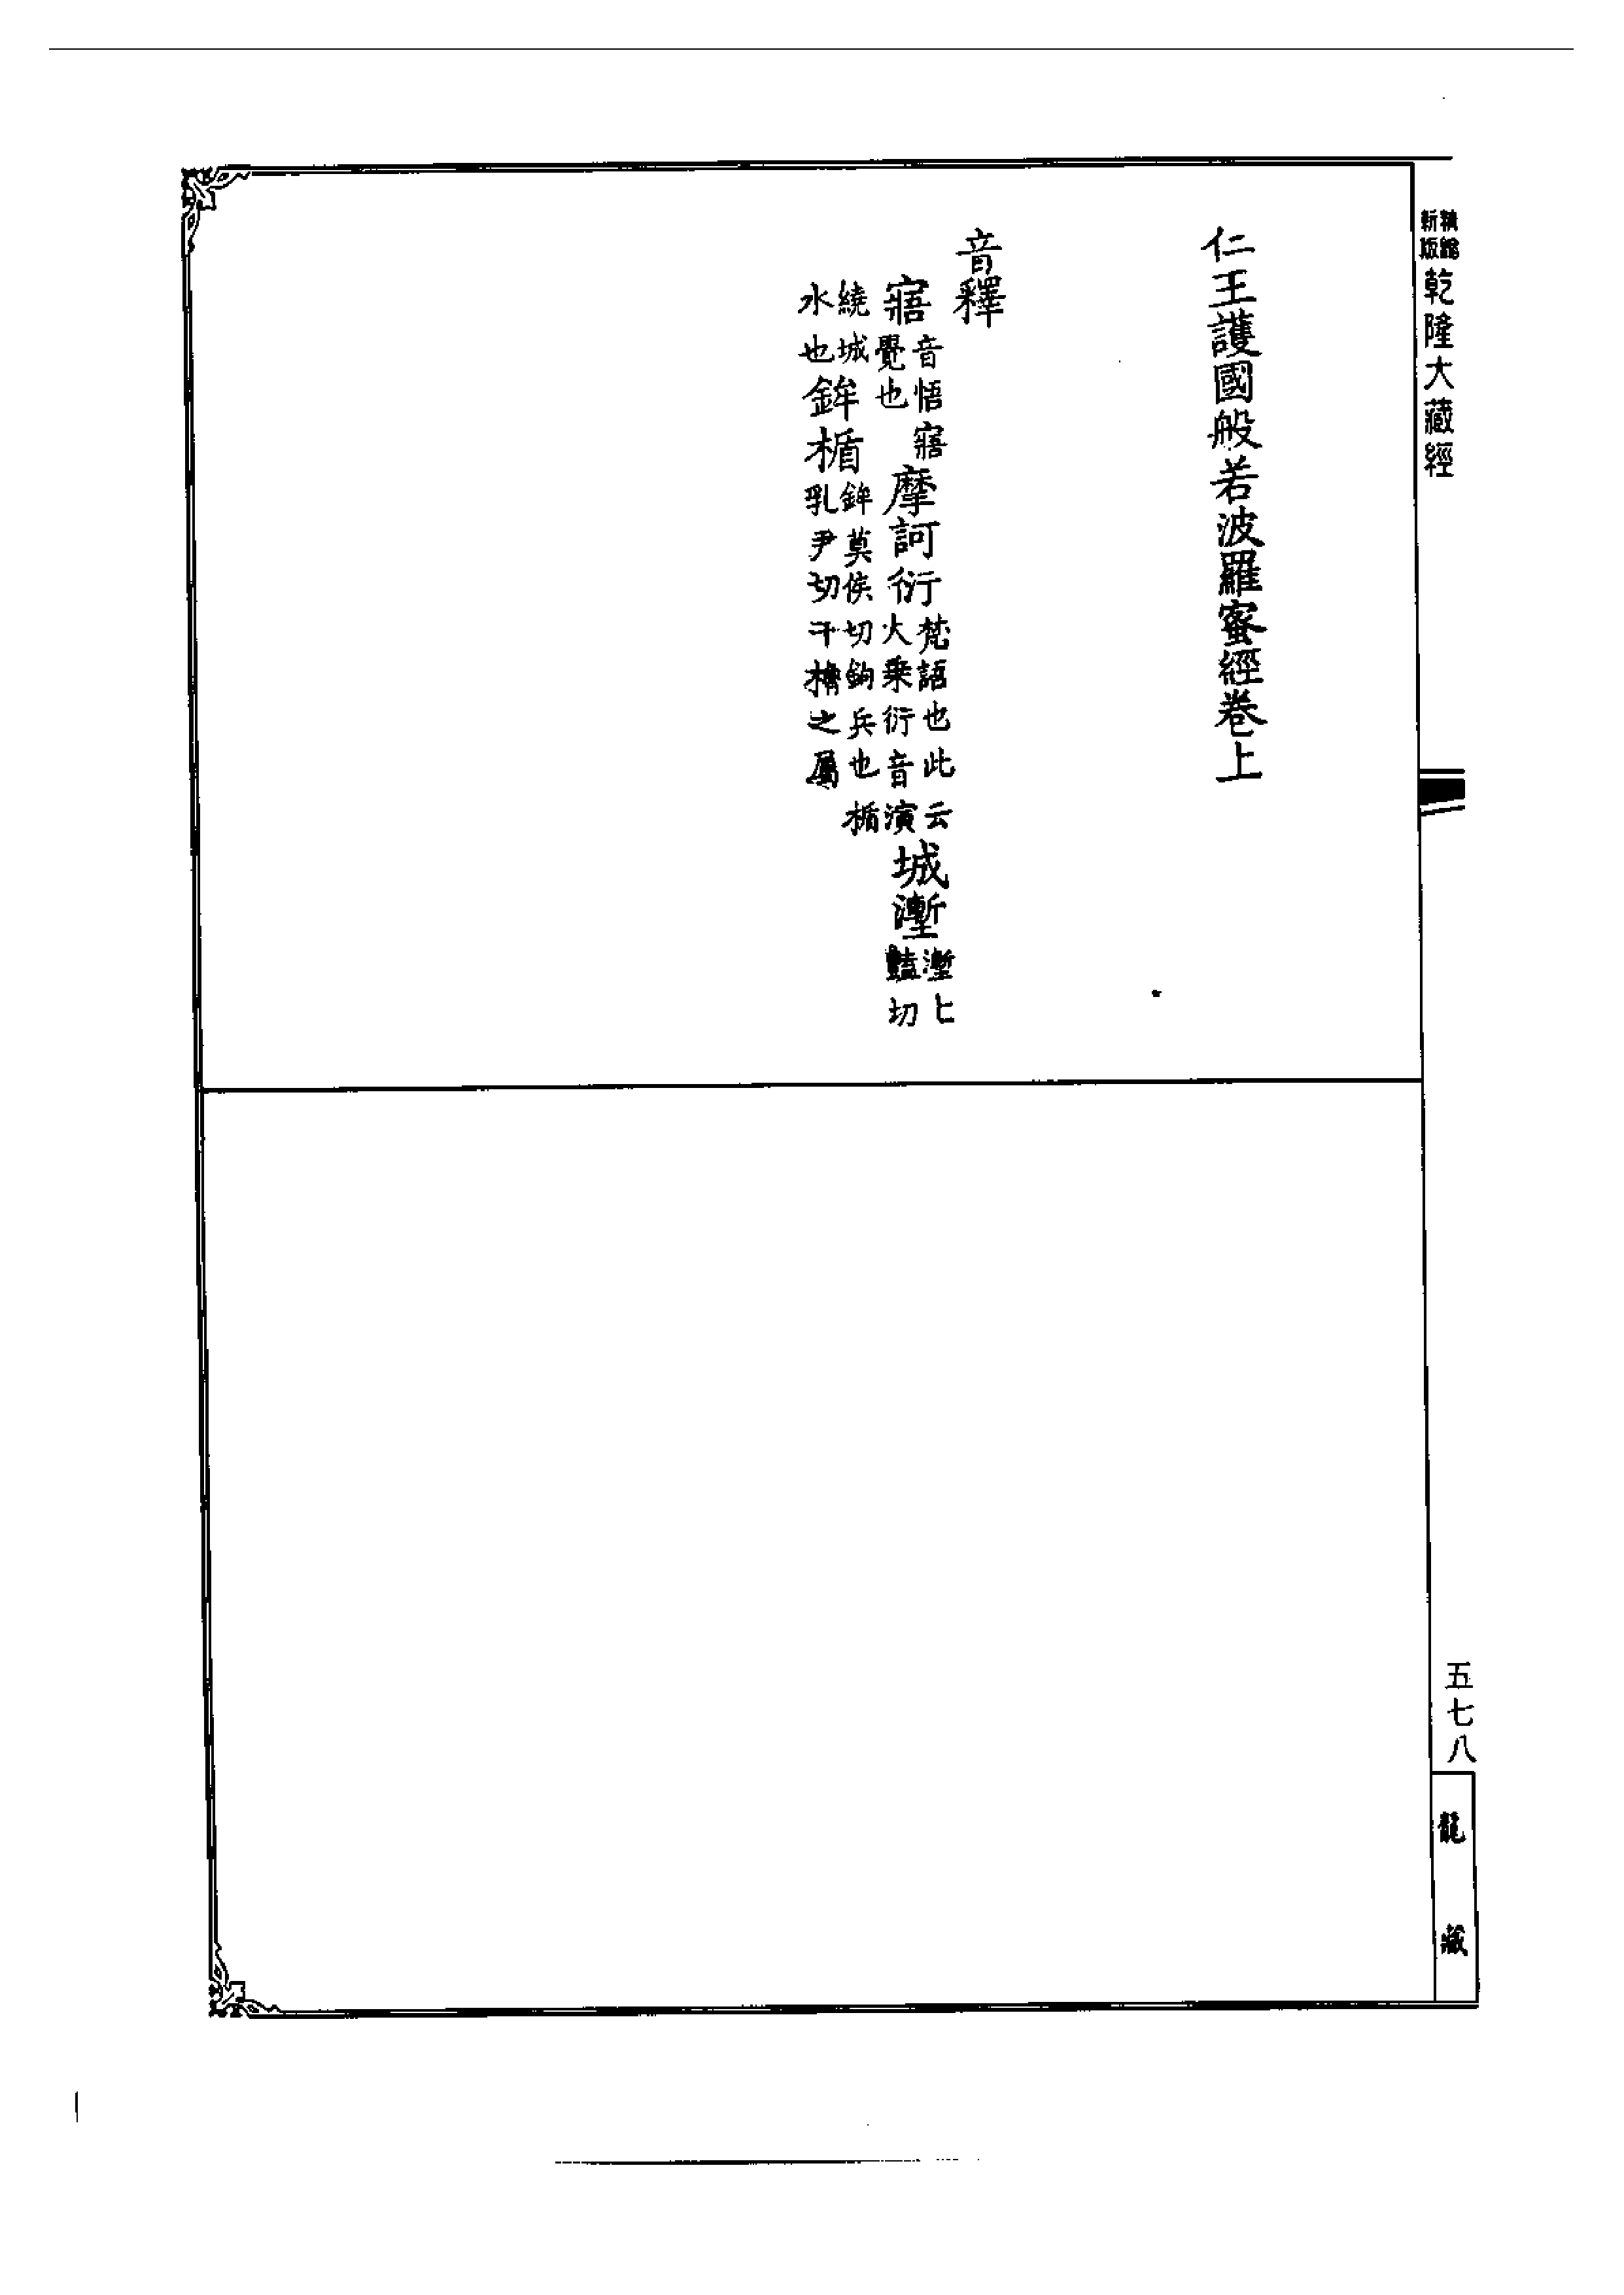 新版精縮乾隆大藏經
仁王護國般若波羅蜜經卷上
音釋
寤音悟寤覺也摩訶衍梵語也此云大乗衍音演城壍壍七豔切
繞城水也鉾楯鉾莫侯切鉤兵也楯乳尹切干櫓之屬
五七八
龍藏